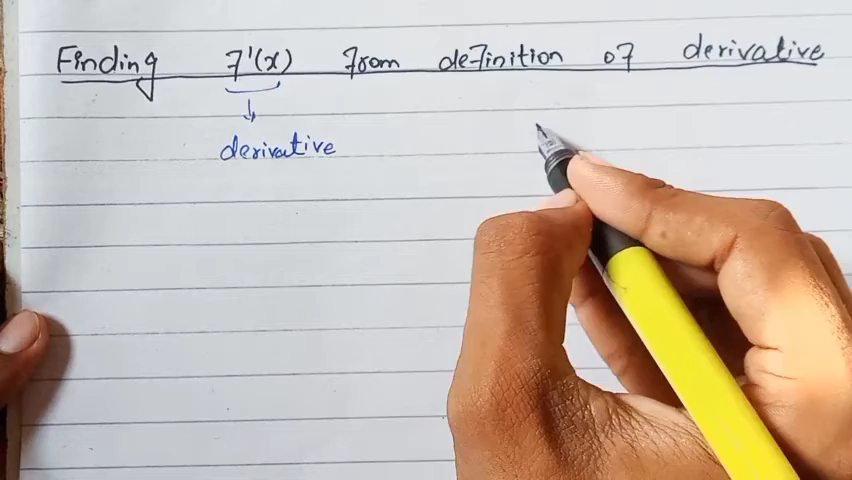 Finding f'(x) from definition of derivative
derivative